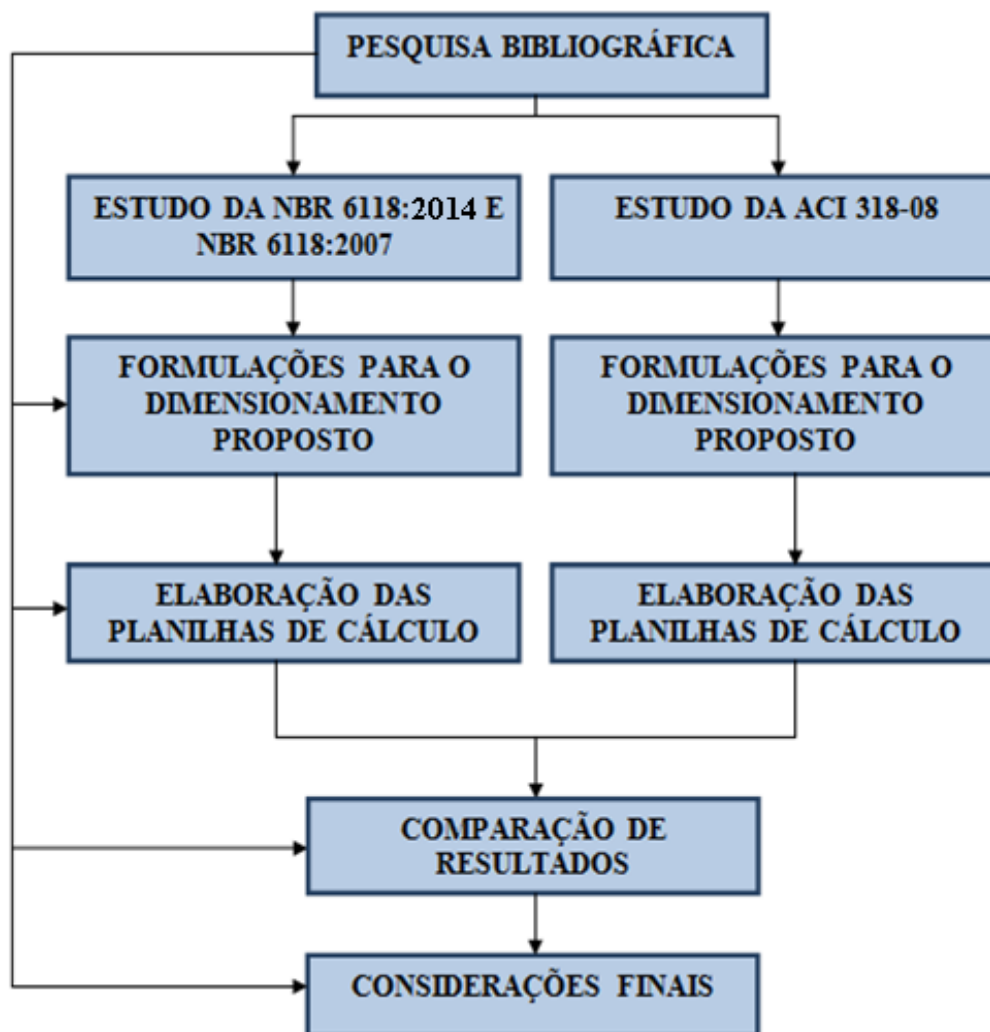 PESQUISA BIBLIOGRÁFICA
ESTUDO DA NBR 6118:2014 E
NBR 6118:2007
ESTUDO DA ACI 318-08
FORMULAÇÕES PARA O
DIMENSIONAMENTO
PROPOSTO
FORMULAÇÕES PARA O
DIMENSIONAMENTO
PROPOSTO
ELABORAÇÃO DAS
PLANILHAS DE CÁLCULO
ELABORAÇÃO DAS
PLANILHAS DE CÁLCULO
COMPARAÇÃO DE
RESULTADOS
CONSIDERAÇÕES FINAIS